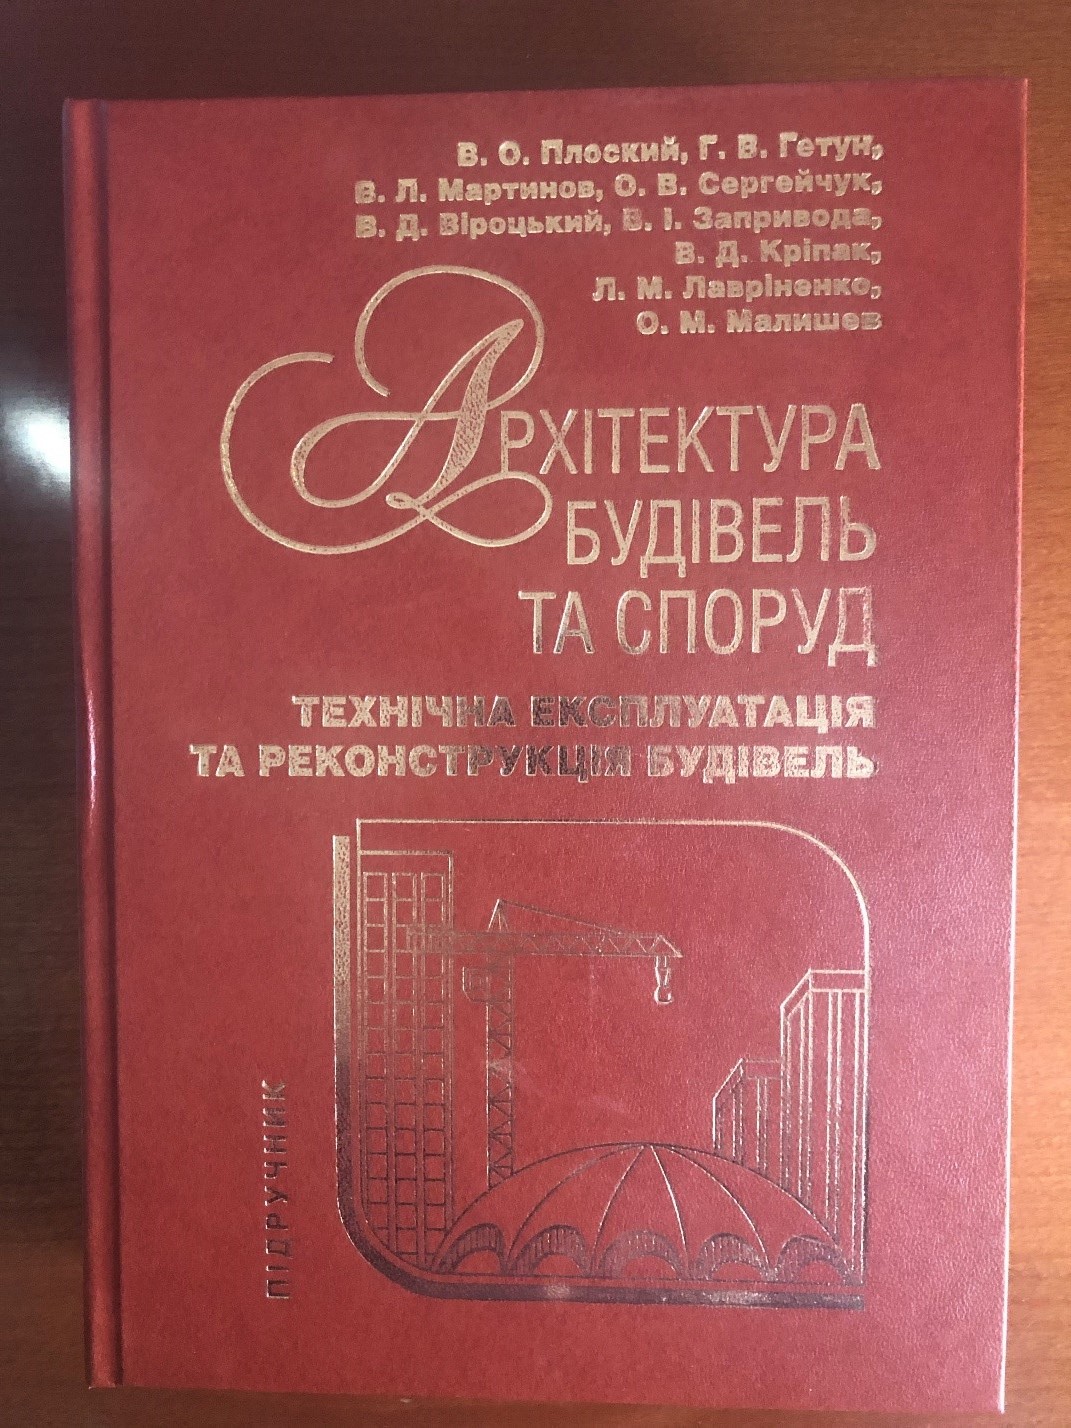 В. О. Плоский, Г. В. Гетун,
В. Л. Мартинов, О. В. Сергейчук,
В. Д. Віроцький, В. І. Запривода,
В. Д. Кріпак,
Л. М. Лавріненко,
О. М. Малишев
АРХІТЕКТУРА
БУДІВЕЛЬ
ТА СПОРУД
ТЕХНІЧНА ЕКСПЛУАТАЦІЯ
ТА РЕКОНСТРУКЦІЯ БУДІВЕЛЬ
ПІДРУЧНИК